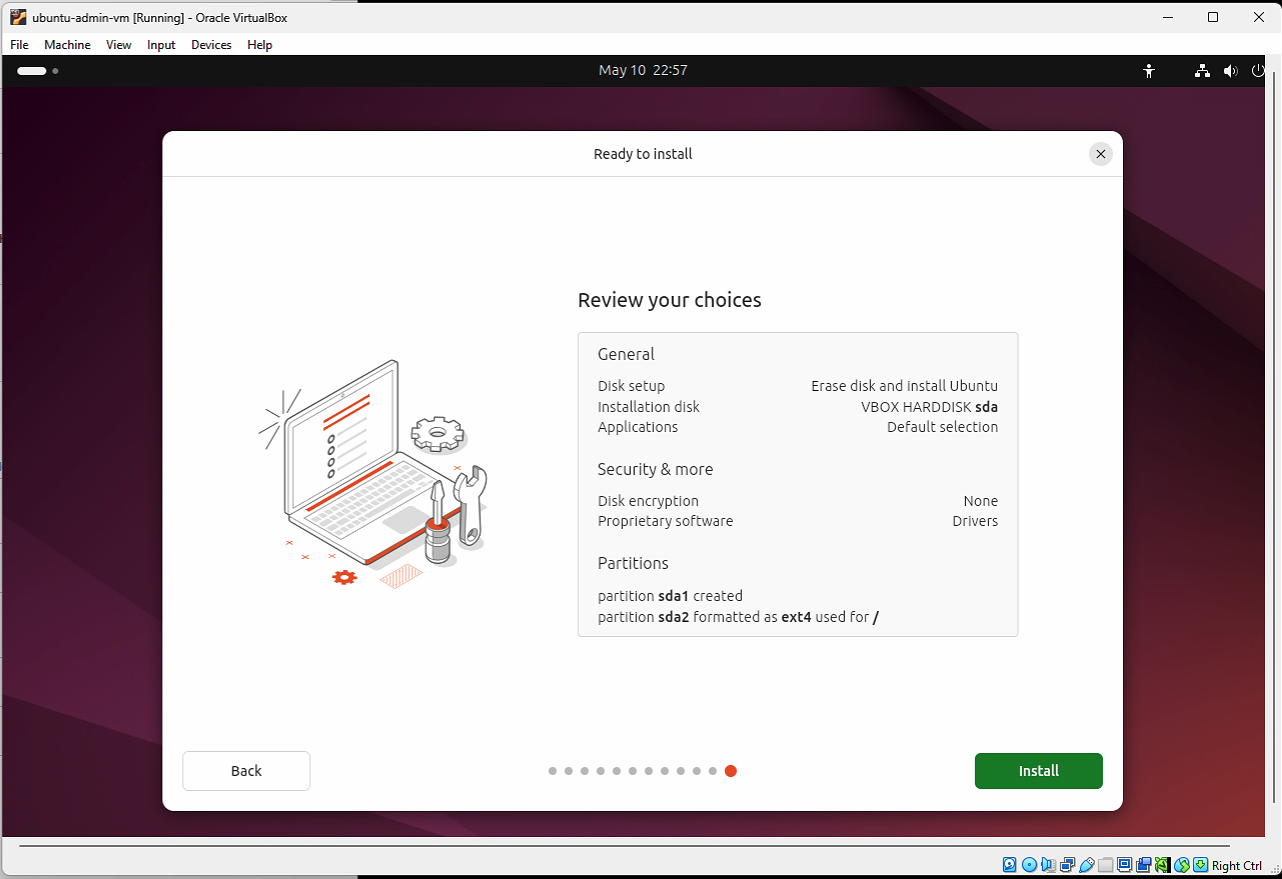 ubuntu-admin-vm [Running] - Oracle VirtualBox
File Machine View Input Devices Help
May 10 22:57
Ready to install
Review your choices
General
Disk setup Erase disk and install Ubuntu
Installation disk VBOX HARDDISK sda
Applications Default selection
Security & more
Disk encryption None
Proprietary software Drivers
Partitions
partition sda1 created
partition sda2 formatted as ext4 used for /
Back Install
Right Ctrl